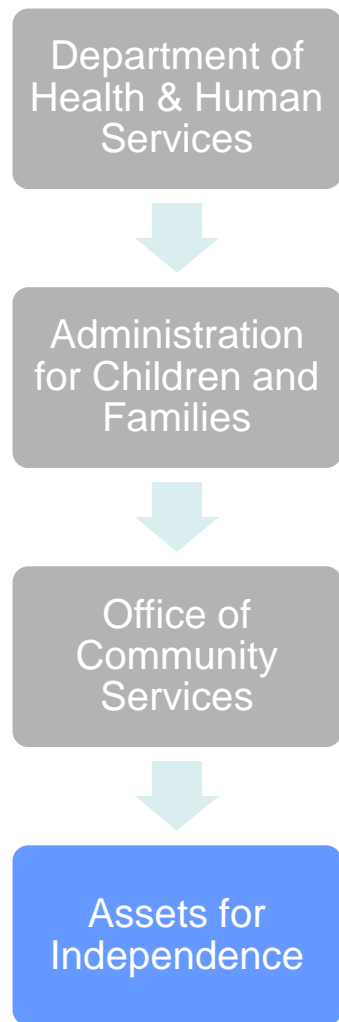 Department of
Health & Human
Services
Administration
for Children and
Families
Office of
Community
Services
Assets for
Independence